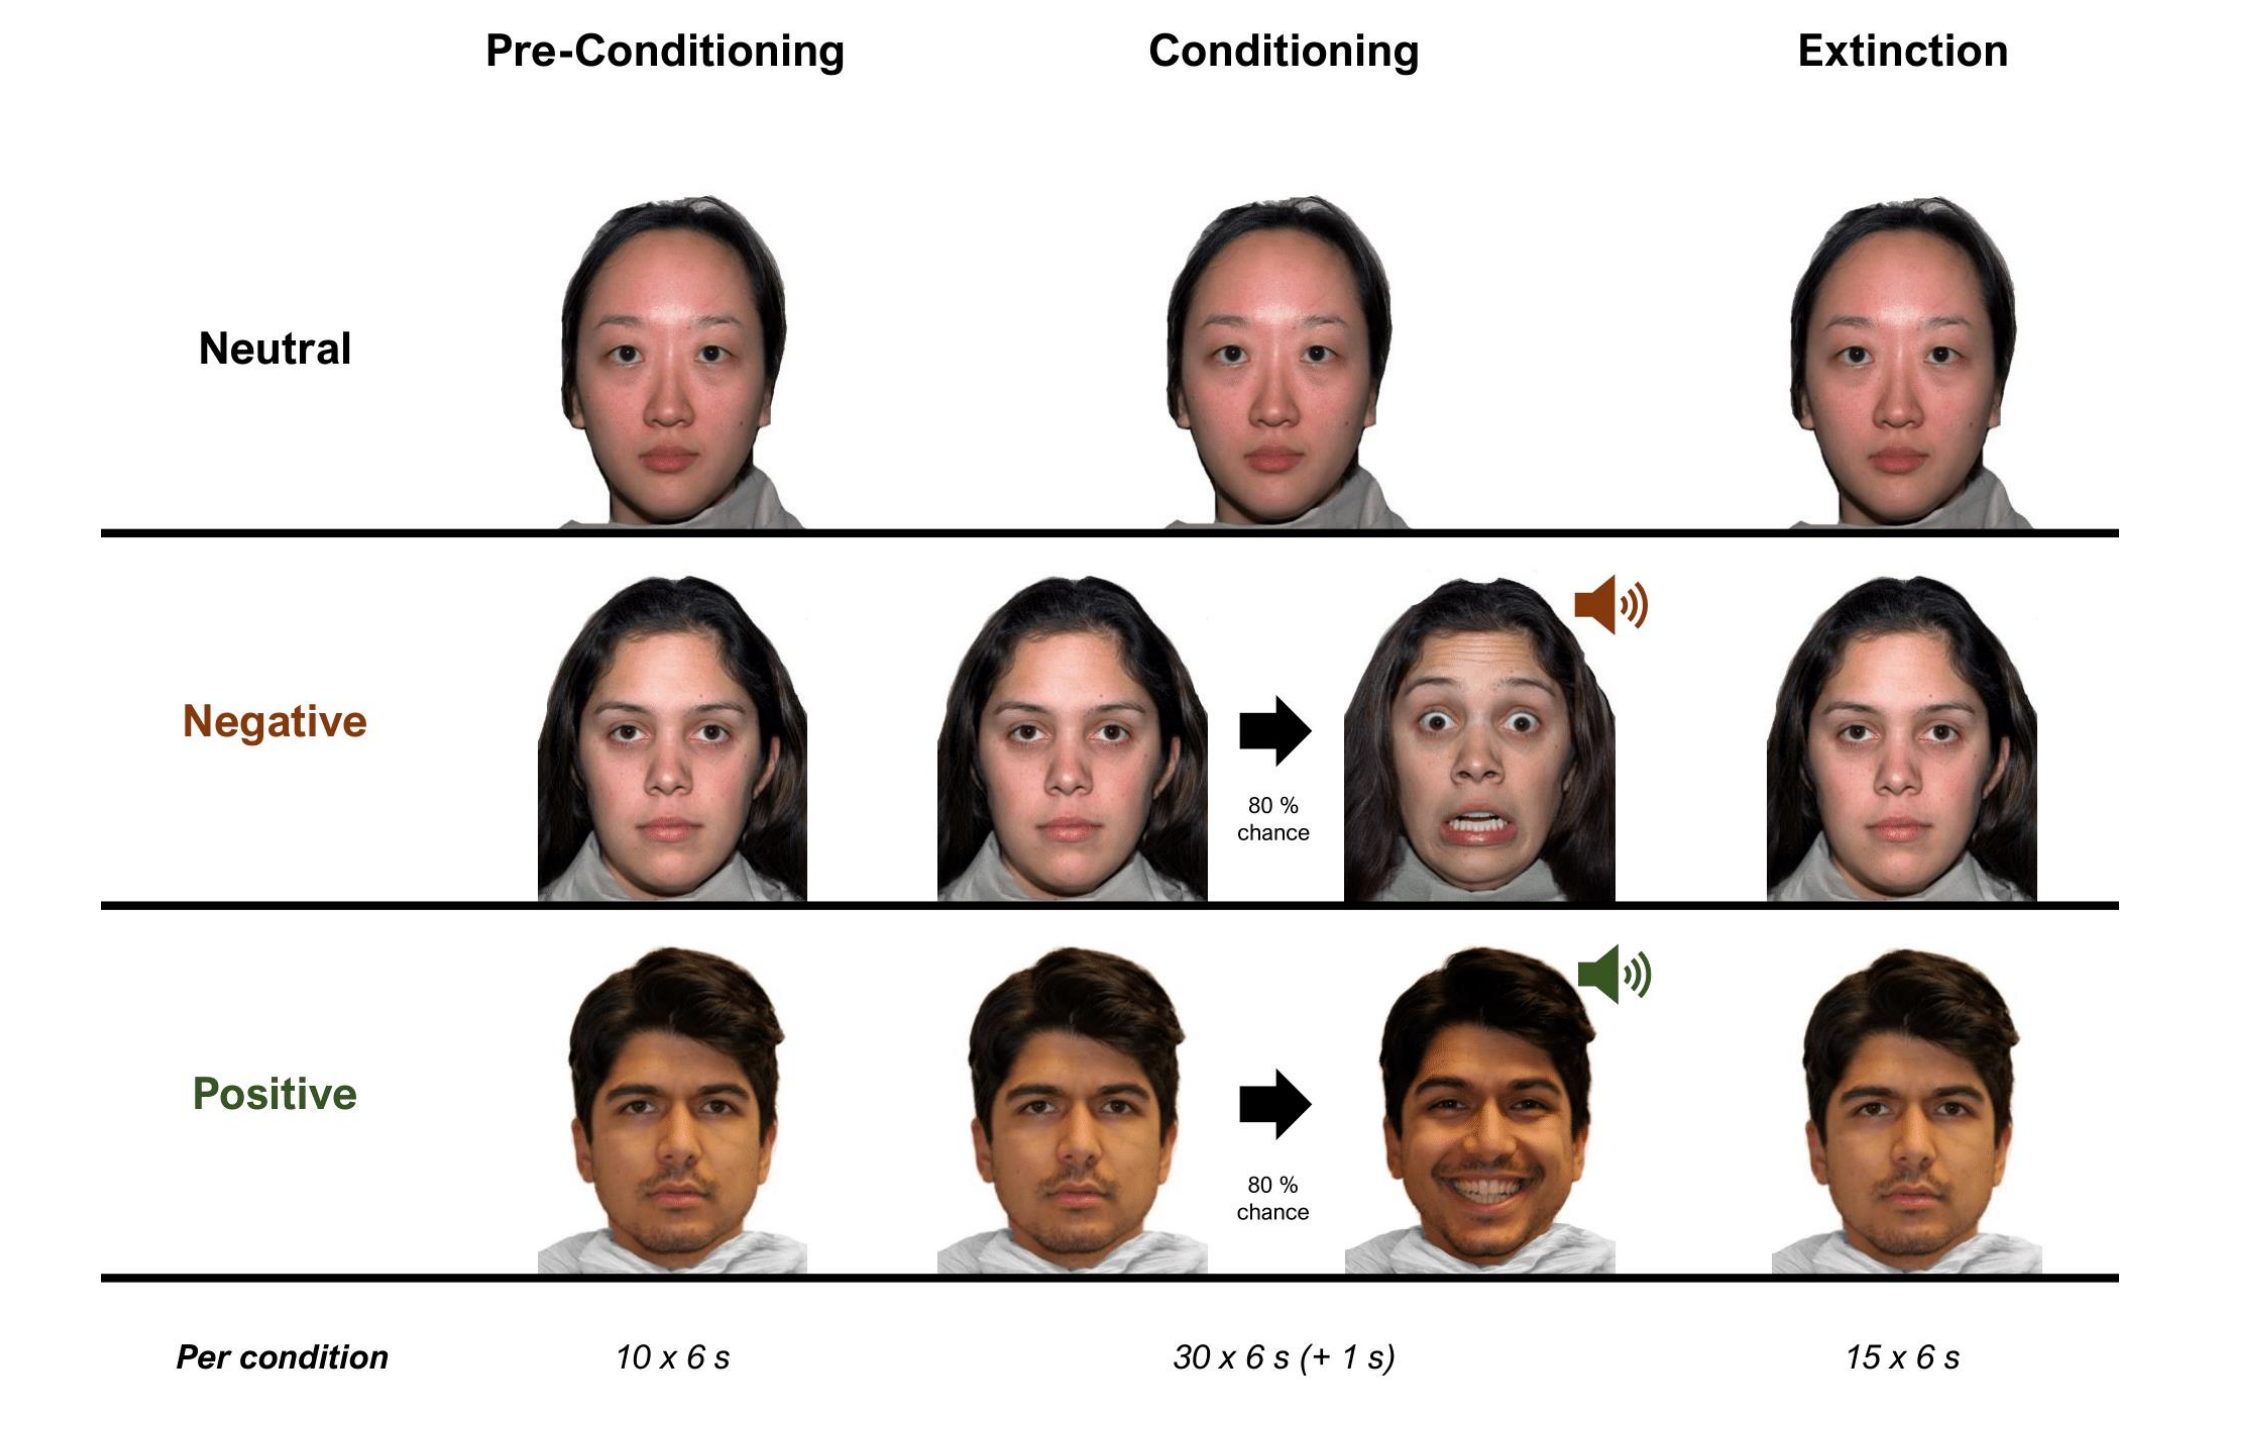 Pre-Conditioning
Conditioning
Extinction
Neutral
Negative
80 %
chance
Positive
80 %
chance
Per condition
10 x 6 s
30 x 6 s (+ 1 s)
15 x 6 s